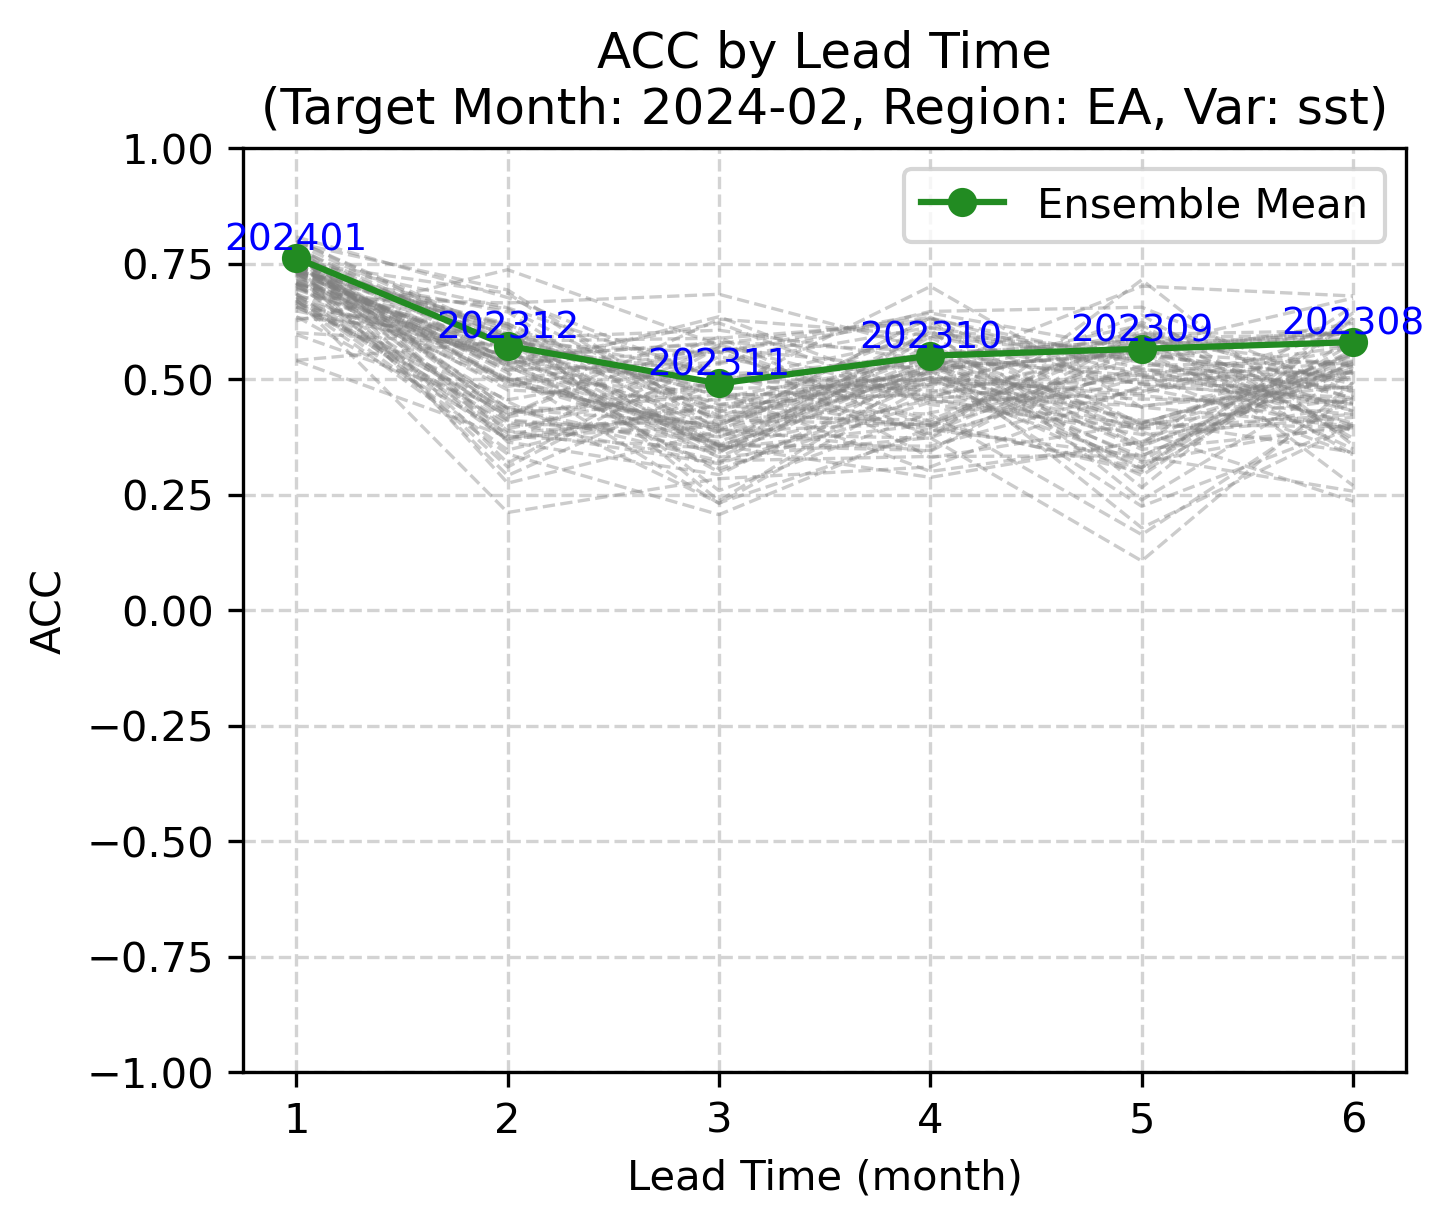 ACC by Lead Time
(Target Month: 2024-02, Region: EA, Var: sst)
Ensemble Mean
1.00
0.75
0.50
0.25
0.00
−0.25
−0.50
−0.75
−1.00
ACC
202401
202312
202311
202310
202309
202308
1 2 3 4 5 6
Lead Time (month)